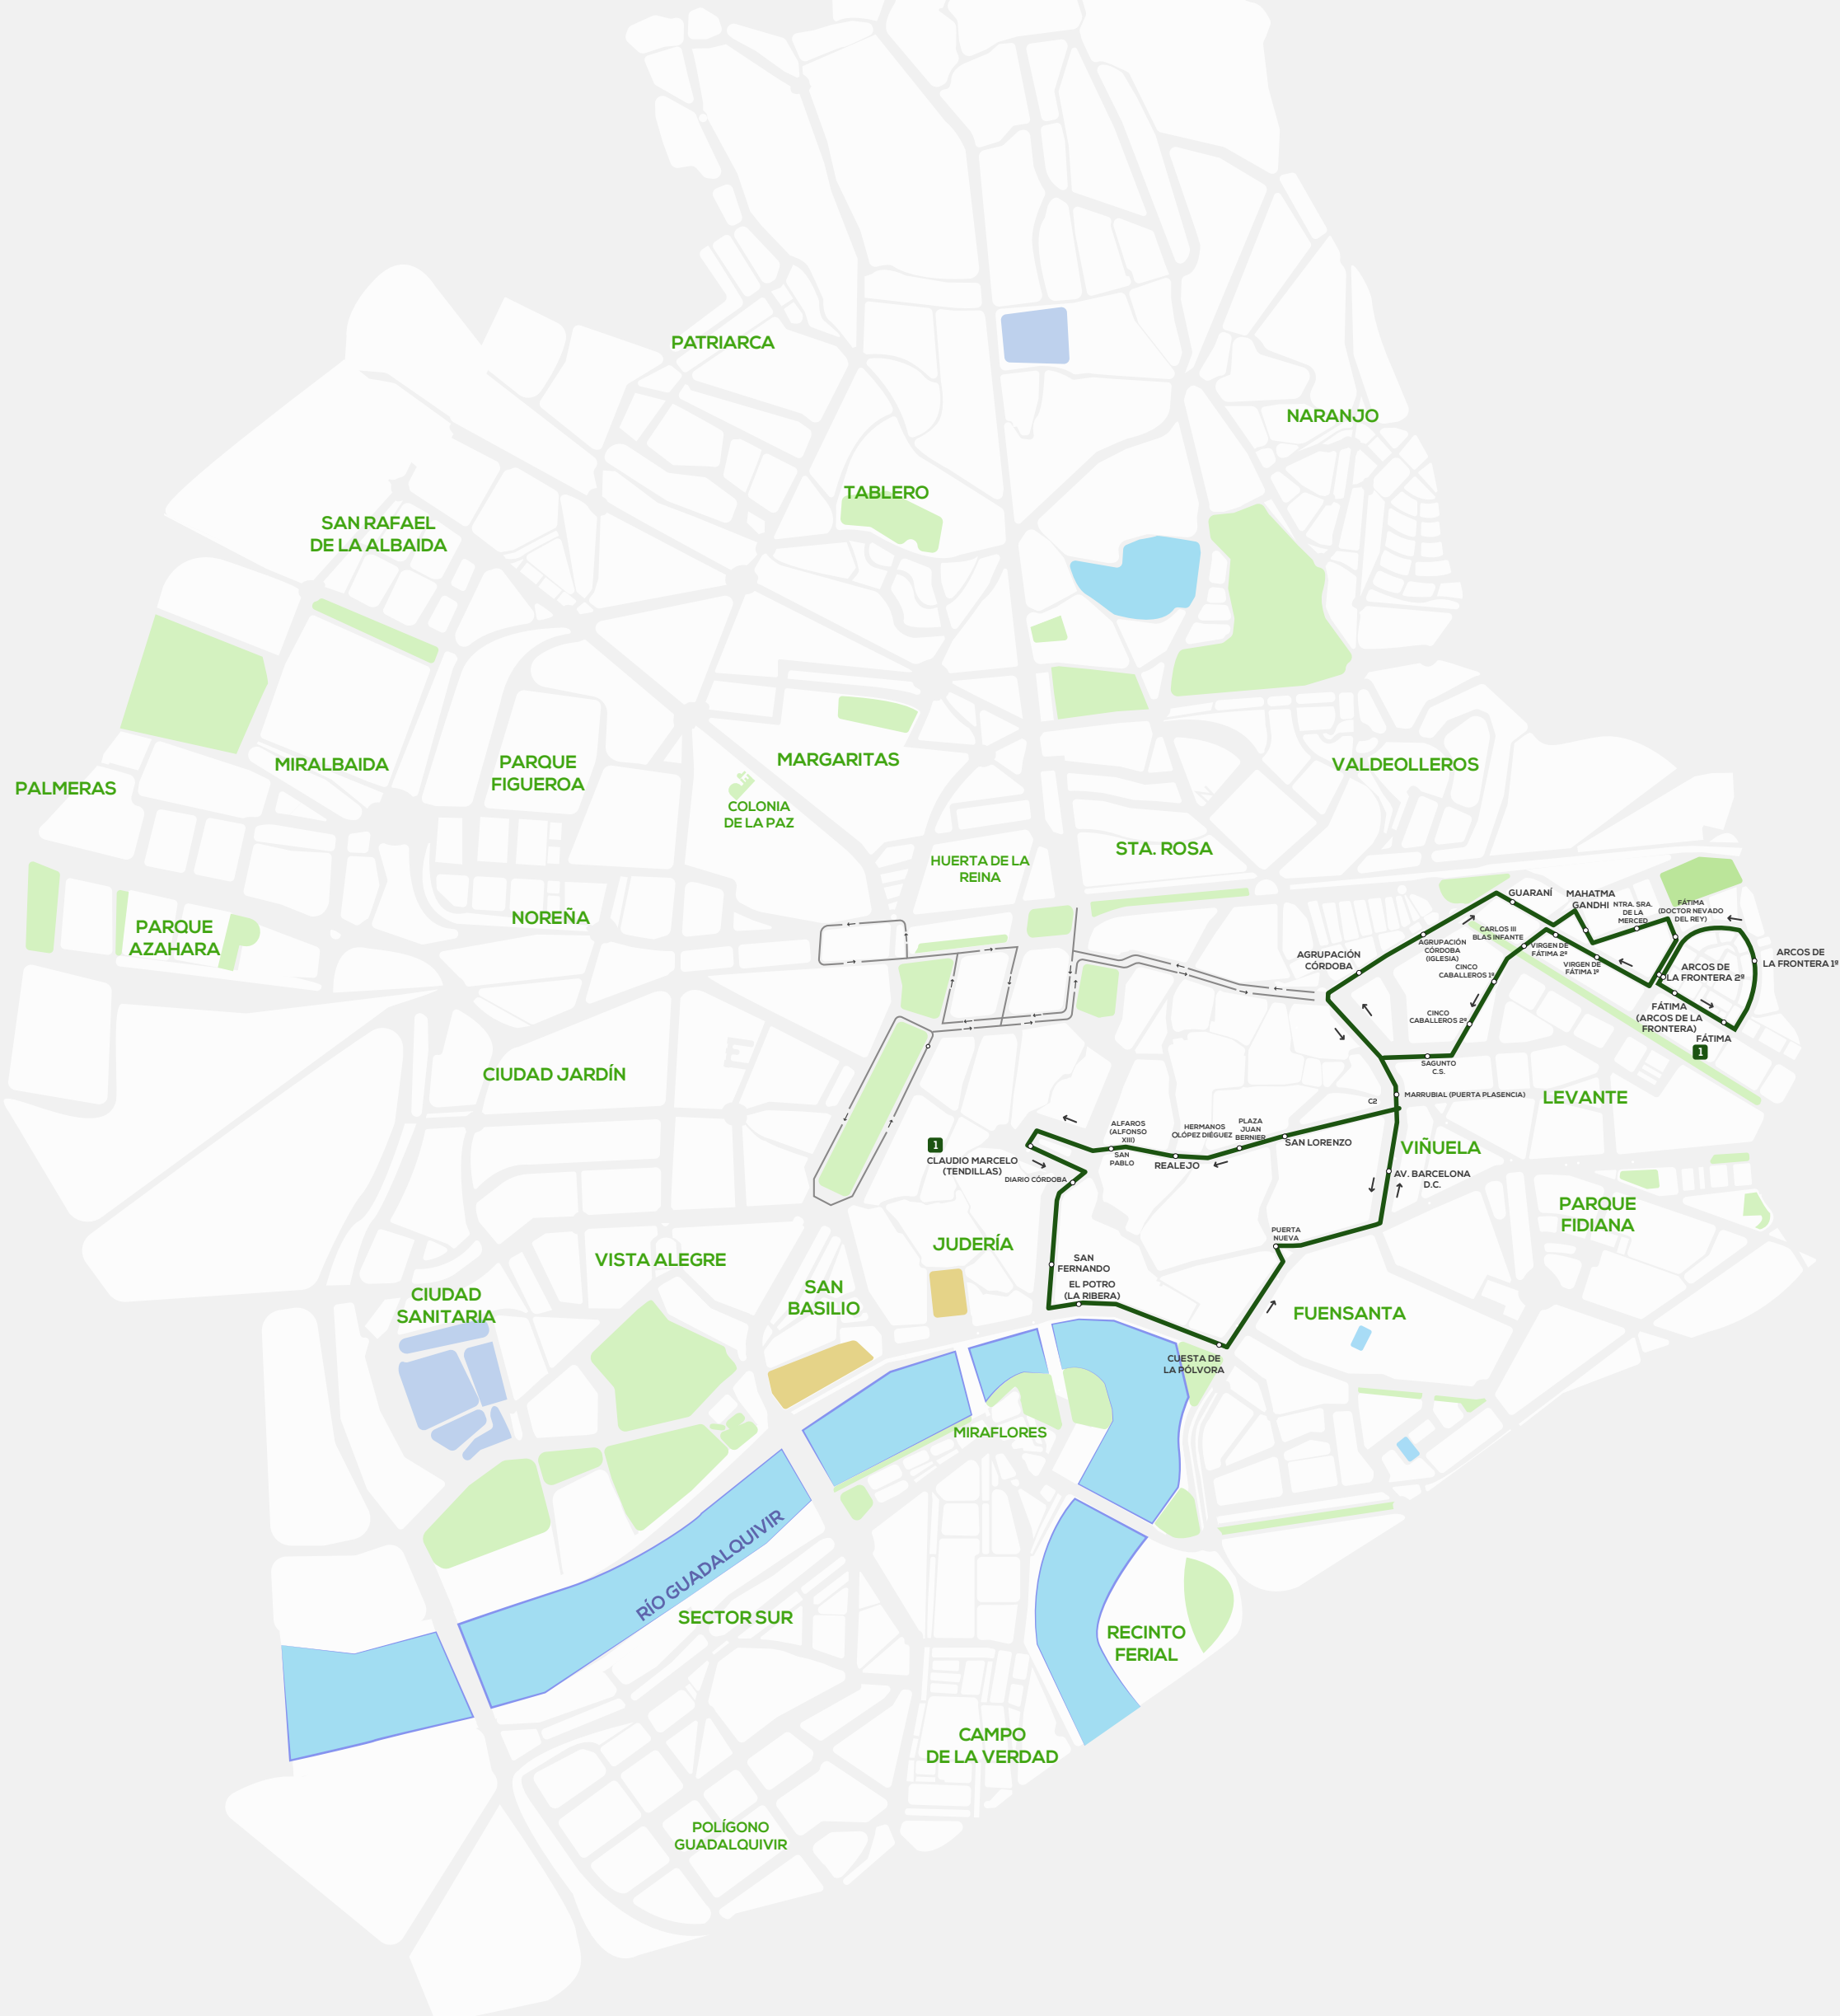 PATRIARCA
NARANJO
TABLERO
SAN RAFAEL
DE LA ALBAIDA
MARGARITAS
MIRALBAIDA
PARQUE
FIGUEROA
VALDEOLLEROS
PALMERAS
COLONIA
DE LA PAZ
STA. ROSA
HUERTA DE LA
REINA
NOREÑA
PARQUE
AZAHARA
GUARANÍ
MAHATMA
GANDHI
NTRA. SRA.
DE LA
MERCED
FÁTIMA
(DOCTOR NEVADO
DEL REY)
CARLOS III
BLAS INFANTE
AGRUPACIÓN
CÓRDOBA
(IGLESIA)
VIRGEN DE
FÁTIMA 2º
AGRUPACIÓN
CÓRDOBA
CINCO
CABALLEROS 1º
VIRGEN DE
FÁTIMA 1º
ARCOS DE
LA FRONTERA 2º
ARCOS DE
LA FRONTERA 1º
FÁTIMA
(ARCOS DE LA
FRONTERA)
CINCO
CABALLEROS 2º
FÁTIMA
1
SAGUNTO
C.S.
CIUDAD JARDÍN
MARRUBIAL (PUERTA PLASENCIA)
C2
LEVANTE
ALFAROS
(ALFONSO
XIII)
HERMANOS
LÓPEZ DIÉGUEZ
PLAZA
JUAN
BERNIER
SAN LORENZO
VIÑUELA
1
CLAUDIO MARCELO
(TENDILLAS)
SAN
PABLO
REALEJO
DIARIO CÓRDOBA
AV. BARCELONA
D.C.
PARQUE
FIDIANA
PUERTA
NUEVA
JUDERÍA
VISTA ALEGRE
SAN
FERNANDO
EL POTRO
(LA RIBERA)
SAN
BASILIO
CIUDAD
SANITARIA
FUENSANTA
CUESTA DE
LA PÓLVORA
MIRAFLORES
RÍO GUADALQUIVIR
SECTOR SUR
RECINTO
FERIAL
CAMPO
DE LA VERDAD
POLÍGONO
GUADALQUIVIR